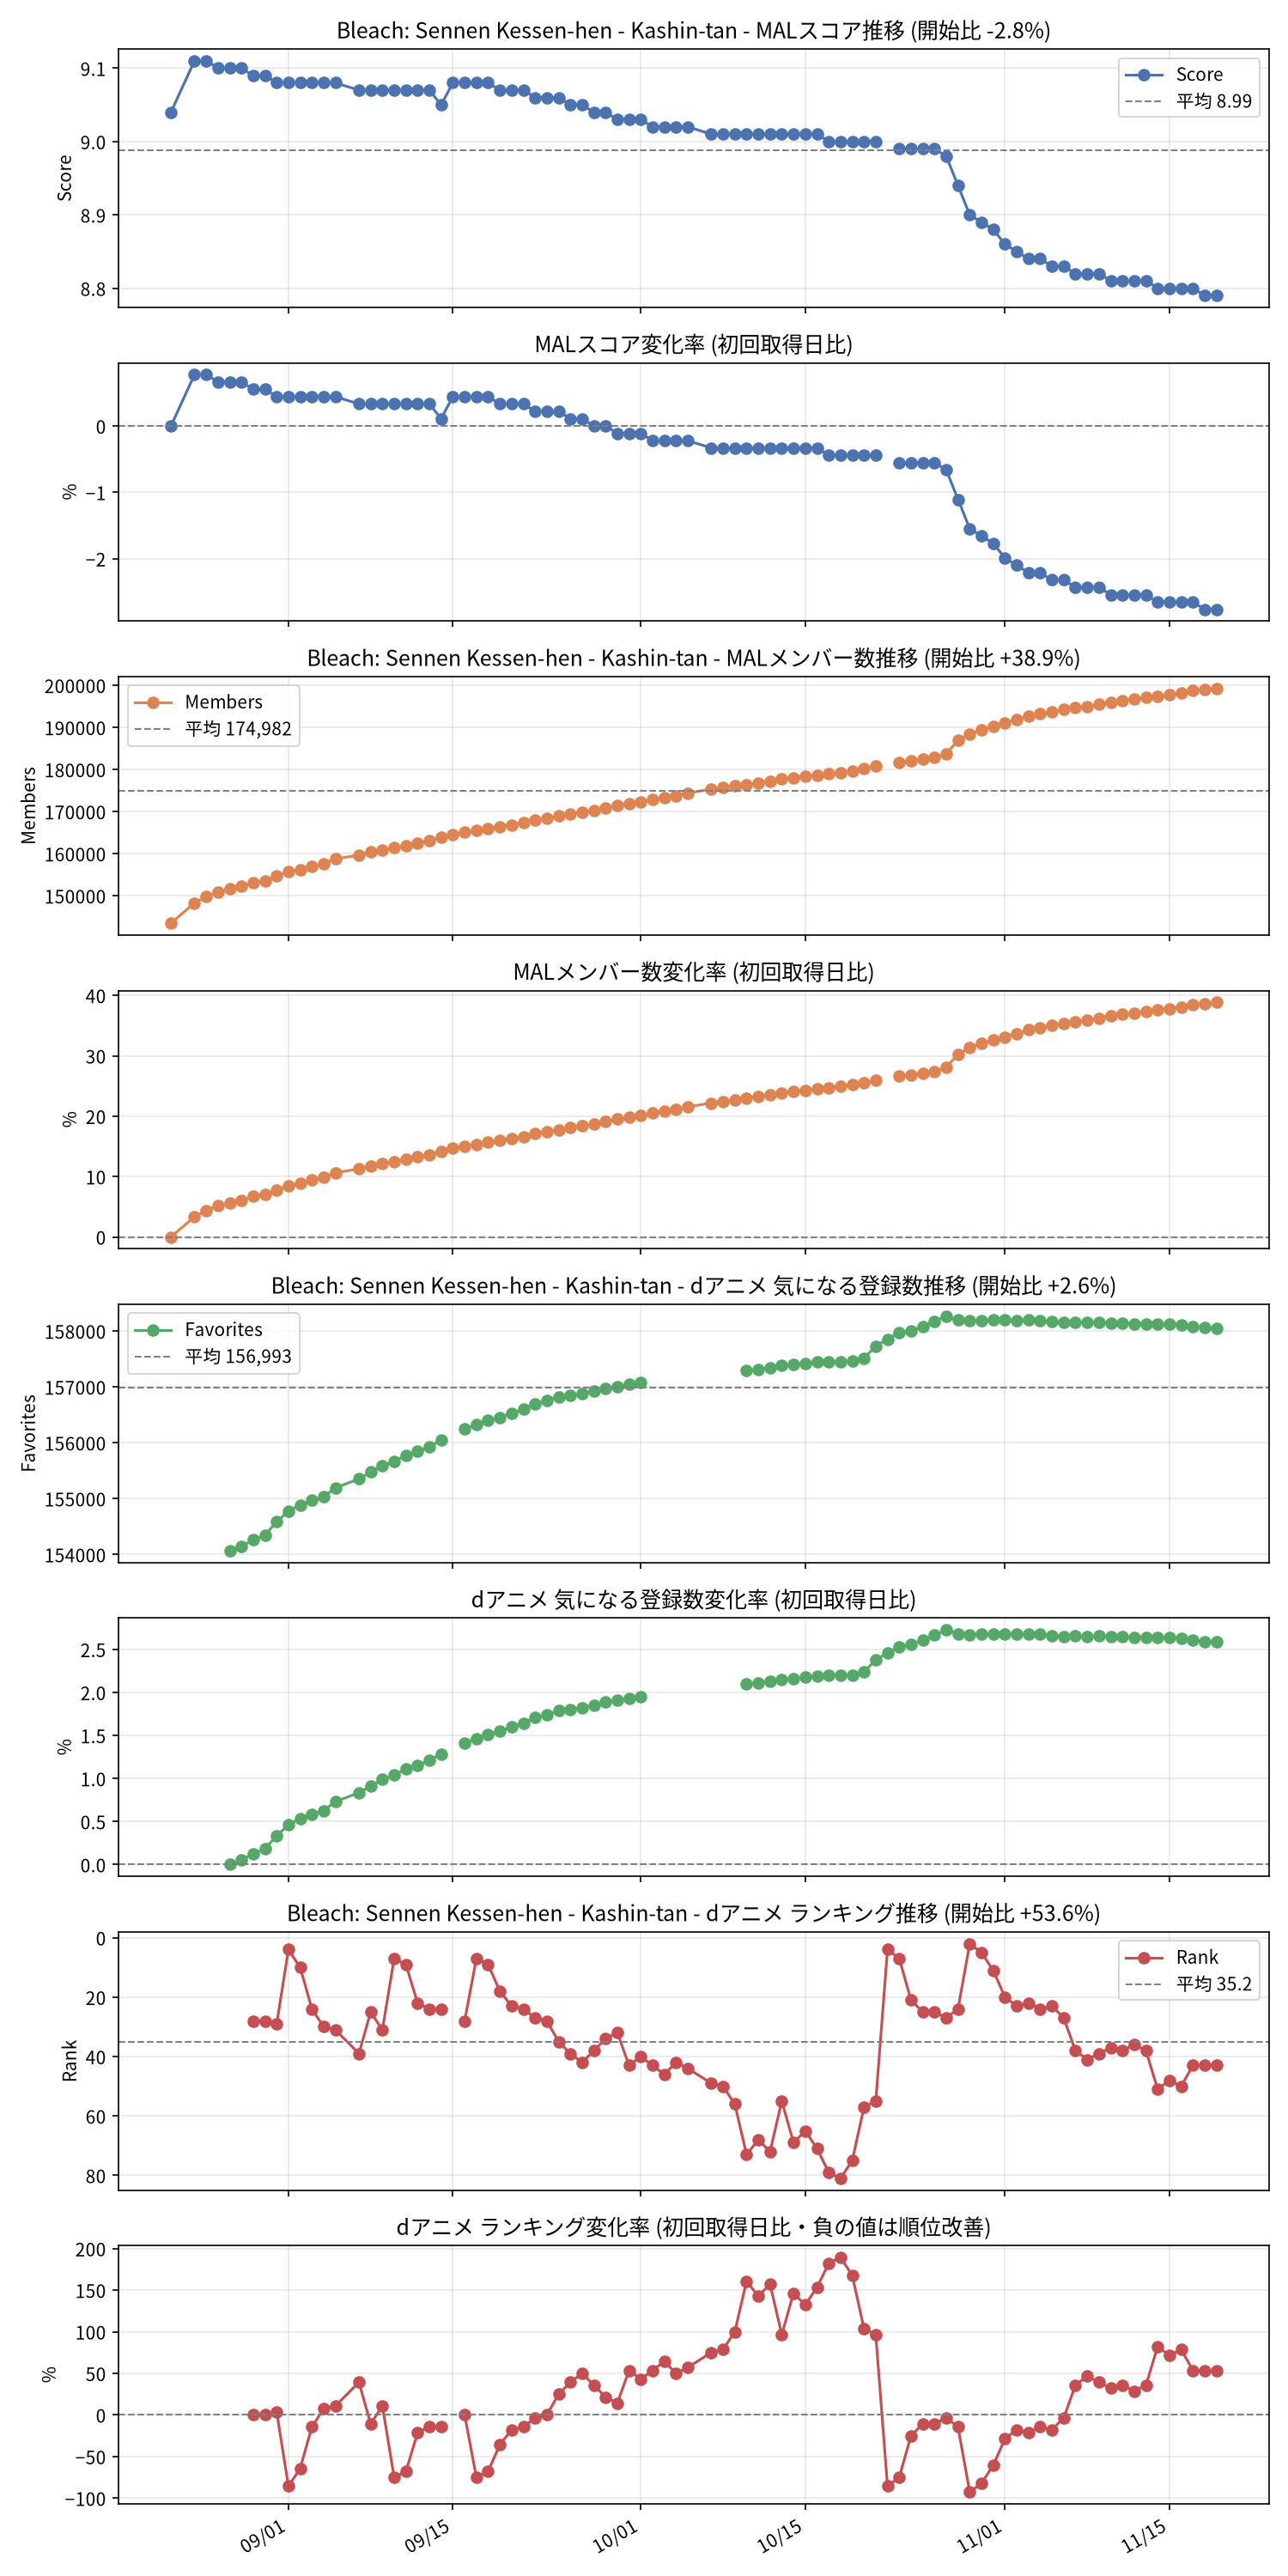 Bleach: Sennen Kessen-hen - Kashin-tan - MALスコア推移 (開始比 -2.8%)
Score
9.1
9.0
8.9
8.8
Score
平均 8.99
MALスコア変化率 (初回取得日比)
%
0
−1
−2
Bleach: Sennen Kessen-hen - Kashin-tan - MALメンバー数推移 (開始比 +38.9%)
Members
200000
190000
180000
170000
160000
150000
Members
平均 174,982
MALメンバー数変化率 (初回取得日比)
%
40
30
20
10
0
Bleach: Sennen Kessen-hen - Kashin-tan - dアニメ 気になる登録数推移 (開始比 +2.6%)
Favorites
158000
157000
156000
155000
154000
Favorites
平均 156,993
dアニメ 気になる登録数変化率 (初回取得日比)
%
2.5
2.0
1.5
1.0
0.5
0.0
Bleach: Sennen Kessen-hen - Kashin-tan - dアニメ ランキング推移 (開始比 +53.6%)
Rank
0
20
40
60
80
Rank
平均 35.2
dアニメ ランキング変化率 (初回取得日比・負の値は順位改善)
%
200
150
100
50
0
−50
−100
09/01
09/15
10/01
10/15
11/01
11/15